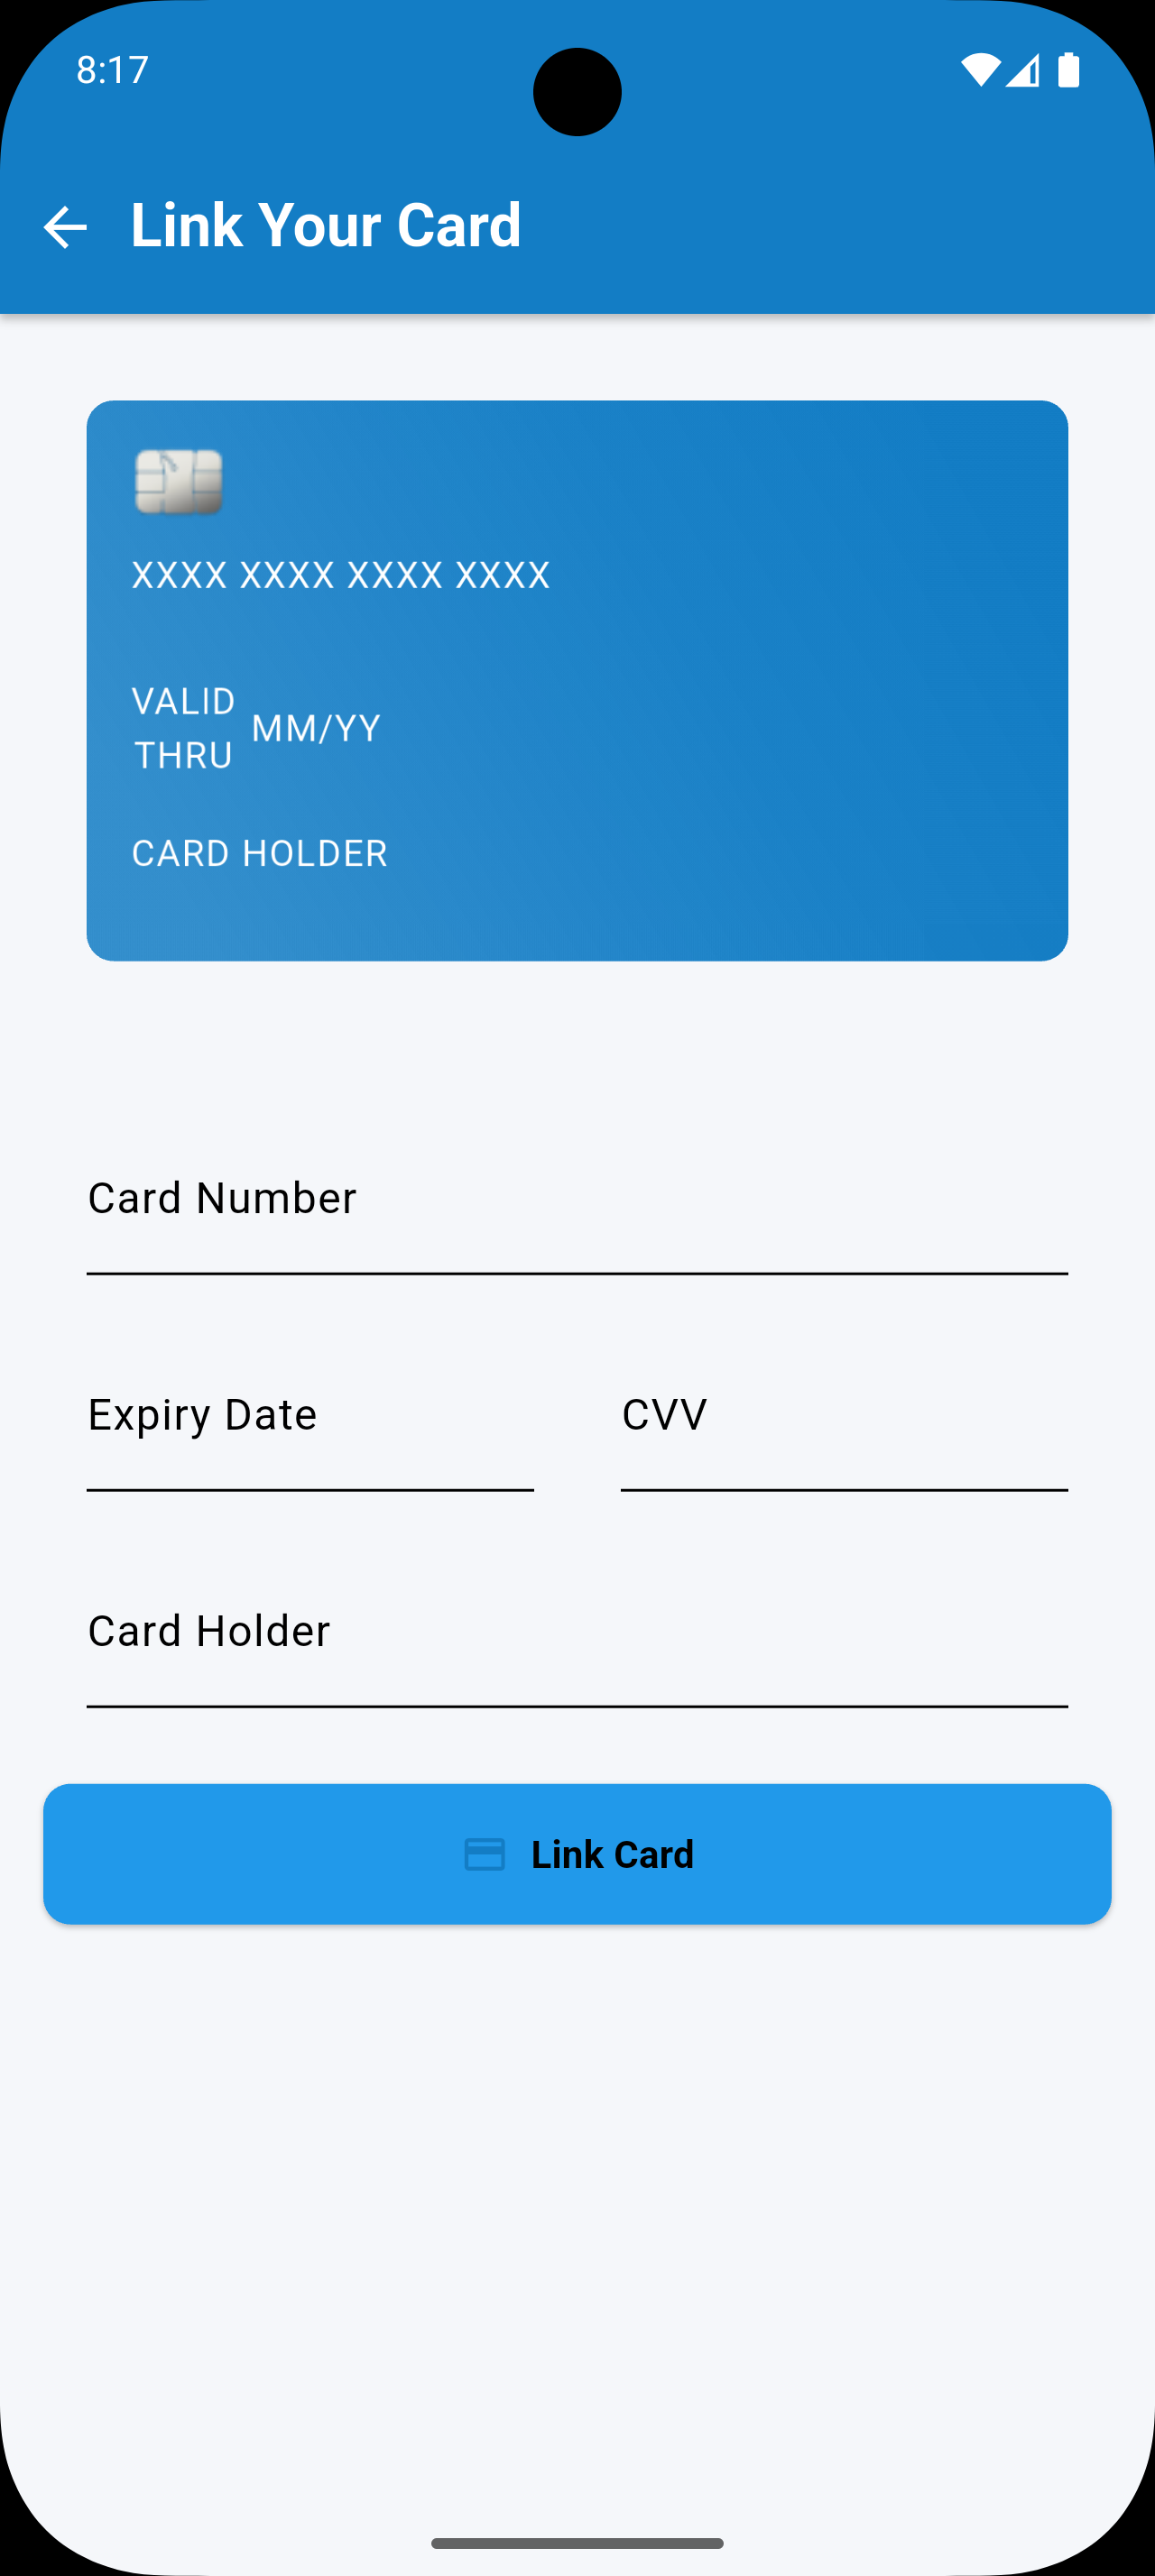 8:17
Link Your Card
XXXX XXXX XXXX XXXX
VALID
THRU
MM/YY
CARD HOLDER
Card Number
Expiry Date
CVV
Card Holder
Link Card